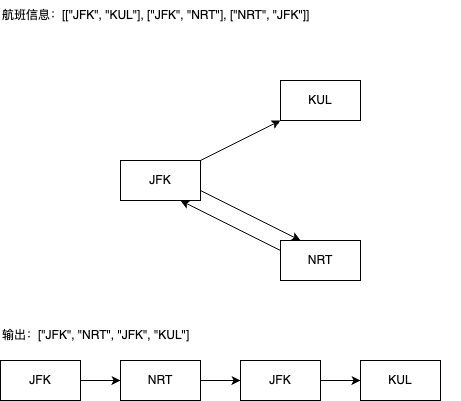 航班信息：[["JFK", "KUL"], ["JFK", "NRT"], ["NRT", "JFK"]]
KUL
JFK
NRT
输出：["JFK", "NRT", "JFK", "KUL"]
JFK NRT JFK KUL